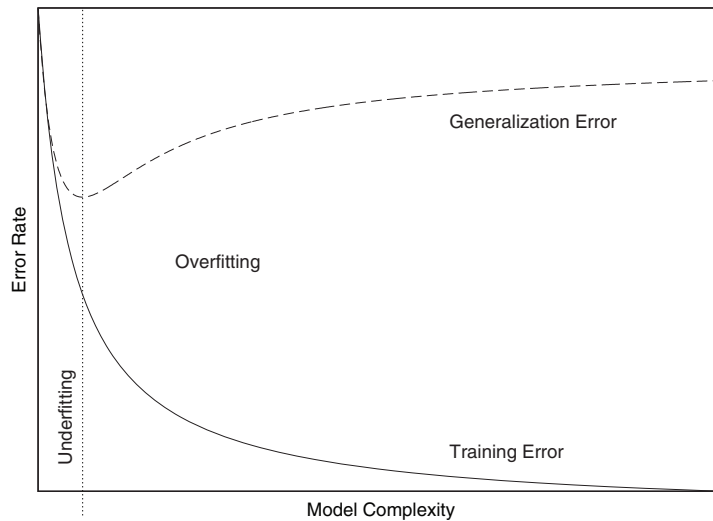 Generalization Error
Overfitting
Error Rate
Underfitting
Training Error
Model Complexity